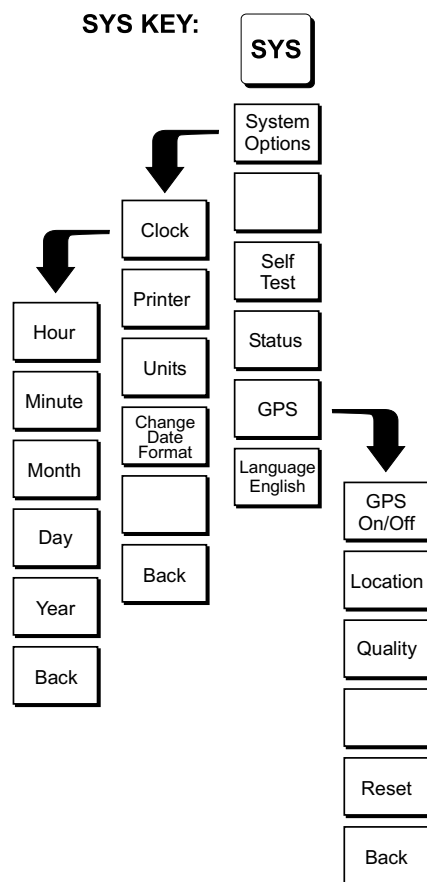 SYS KEY:
SYS
System
Options
Self
Test
Status
GPS
Language
English
Clock
Printer
Units
Change
Date
Format
Back
Hour
Minute
Month
Day
Year
Back
GPS
On/Off
Location
Quality
Reset
Back